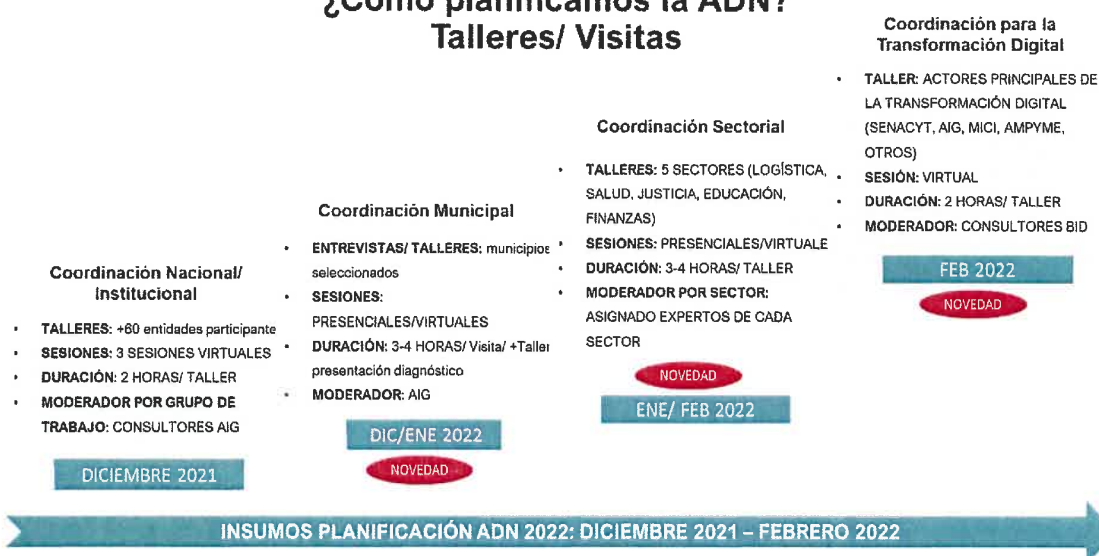 ¿Cómo planificamos la ADN?
Talleres/ Visitas
Coordinación Nacional/
Institucional
• TALLERES: +60 entidades participante
• SESIONES: 3 SESIONES VIRTUALES
• DURACIÓN: 2 HORAS/ TALLER
• MODERADOR POR GRUPO DE
TRABAJO: CONSULTORES AIG
DICIEMBRE 2021
Coordinación Municipal
• ENTREVISTAS/ TALLERES: municipios
seleccionados
• SESIONES:
PRESENCIALES/VIRTUALES
• DURACIÓN: 3-4 HORAS/ Visita/ +Taller
presentación diagnóstico
• MODERADOR: AIG
DIC/ENE 2022
NOVEDAD
Coordinación Sectorial
• TALLERES: 5 SECTORES (LOGÍSTICA,
SALUD, JUSTICIA, EDUCACIÓN,
FINANZAS)
• SESIONES: PRESENCIALES/VIRTUALE
• DURACIÓN: 3-4 HORAS/ TALLER
• MODERADOR POR SECTOR:
ASIGNADO EXPERTOS DE CADA
SECTOR
NOVEDAD
ENE/ FEB 2022
Coordinación para la
Transformación Digital
• TALLER: ACTORES PRINCIPALES DE
LA TRANSFORMACIÓN DIGITAL
(SENACYT, AIG, MICI, AMPYME,
OTROS)
• SESIÓN: VIRTUAL
• DURACIÓN: 2 HORAS/ TALLER
• MODERADOR: CONSULTORES BID
FEB 2022
NOVEDAD
INSUMOS PLANIFICACIÓN ADN 2022: DICIEMBRE 2021 – FEBRERO 2022